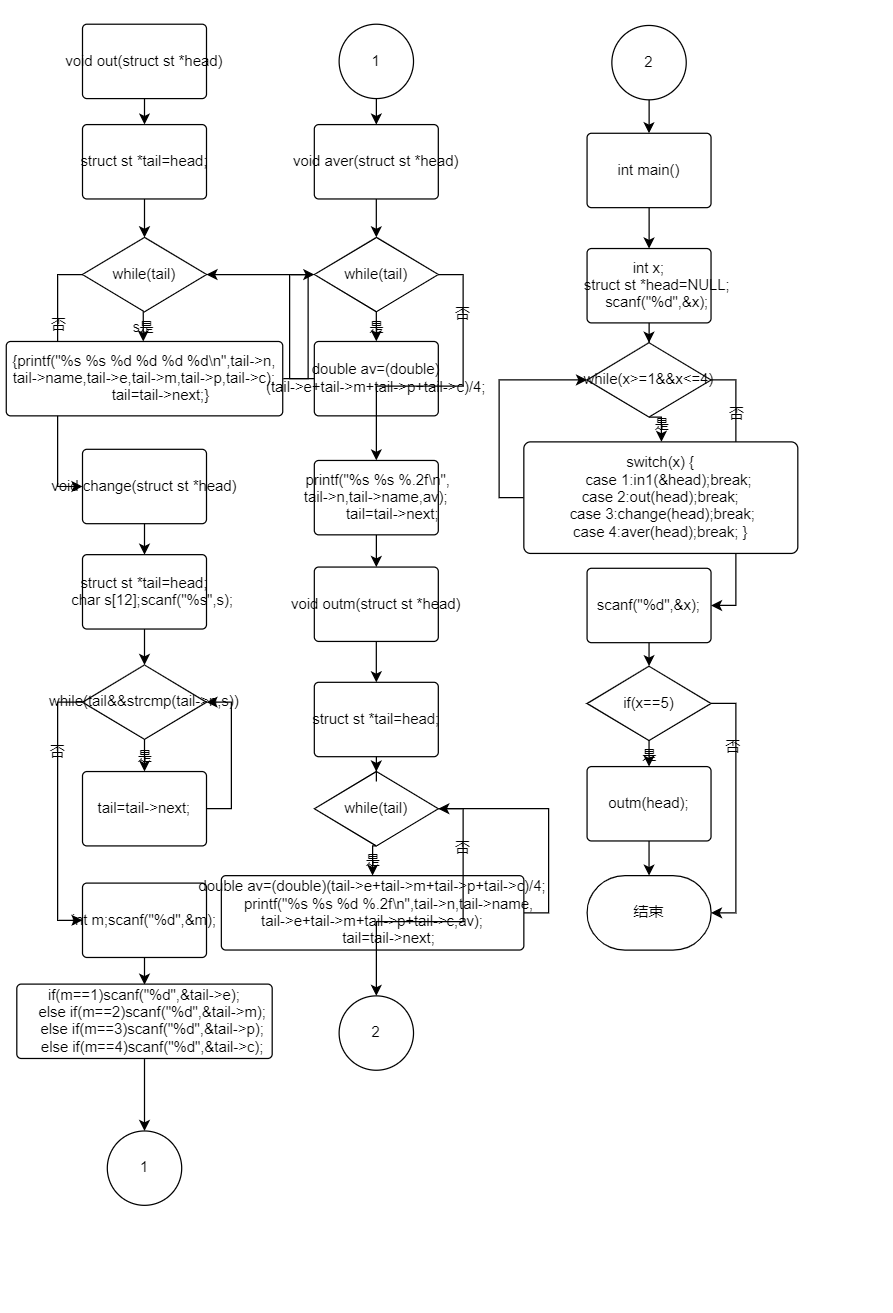 void out(struct st *head)
struct st *tail=head;
while(tail)
否
s是
{printf("%s %s %d %d %d %d\n",tail->n,
tail->name,tail->e,tail->m,tail->p,tail->c);
tail=tail->next;}
void change(struct st *head)
struct st *tail=head;
char s[12];scanf("%s",s);
while(tail&&strcmp(tail->n,s))
否
是
tail=tail->next;
int m;scanf("%d",&m);
if(m==1)scanf("%d",&tail->e);
else if(m==2)scanf("%d",&tail->m);
else if(m==3)scanf("%d",&tail->p);
else if(m==4)scanf("%d",&tail->c);
1
1
void aver(struct st *head)
while(tail)
否
是
double av=(double)
(tail->e+tail->m+tail->p+tail->c)/4;
printf("%s %s %.2f\n",
tail->n,tail->name,av);
tail=tail->next;
void outm(struct st *head)
struct st *tail=head;
while(tail)
否
是
double av=(double)(tail->e+tail->m+tail->p+tail->c)/4;
printf("%s %s %d %.2f\n",tail->n,tail->name,
tail->e+tail->m+tail->p+tail->c,av);
tail=tail->next;
2
2
int main()
int x;
struct st *head=NULL;
scanf("%d",&x);
while(x>=1&&x<=4)
否
是
switch(x) {
case 1:in1(&head);break;
case 2:out(head);break;
case 3:change(head);break;
case 4:aver(head);break; }
scanf("%d",&x);
if(x==5)
否
是
outm(head);
结束